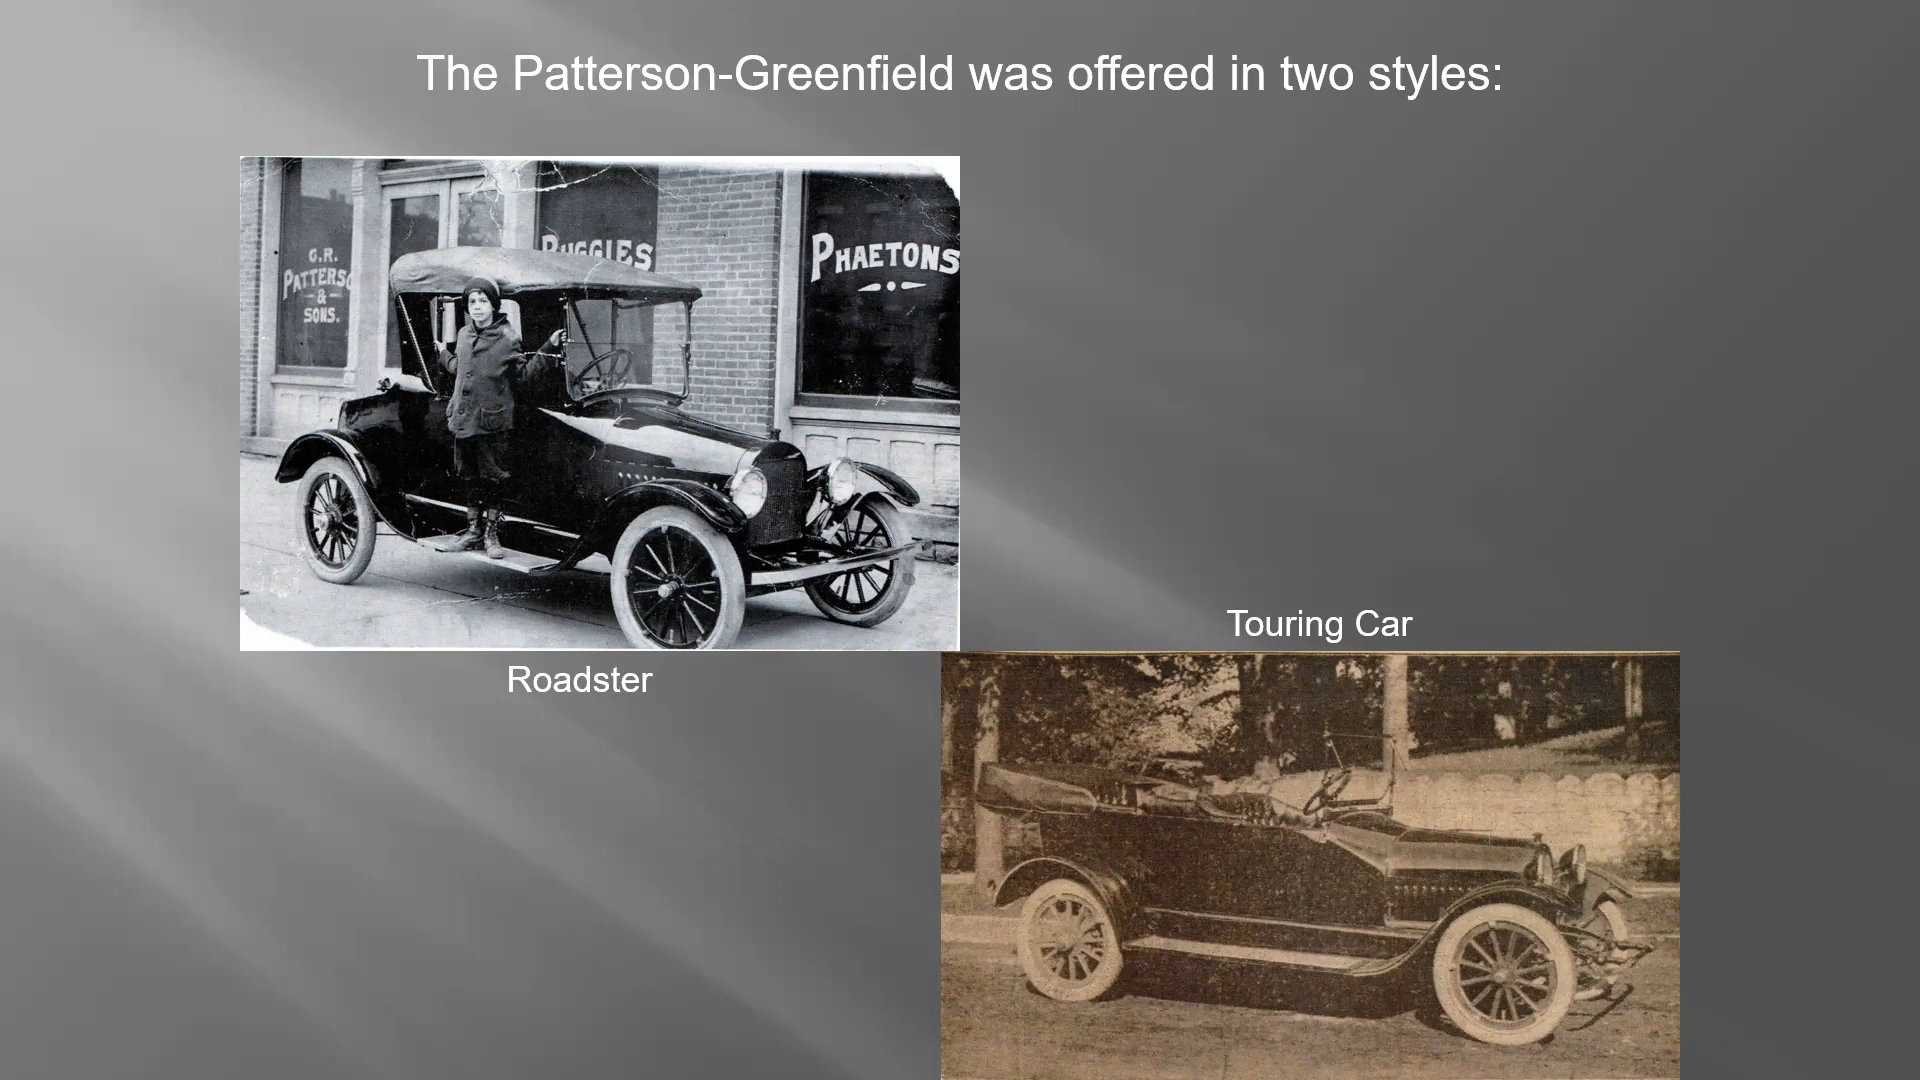 The Patterson-Greenfield was offered in two styles:
C.R.
PATTERSO
&
SONS.
BUGGIES
PHAETONS
Touring Car
Roadster